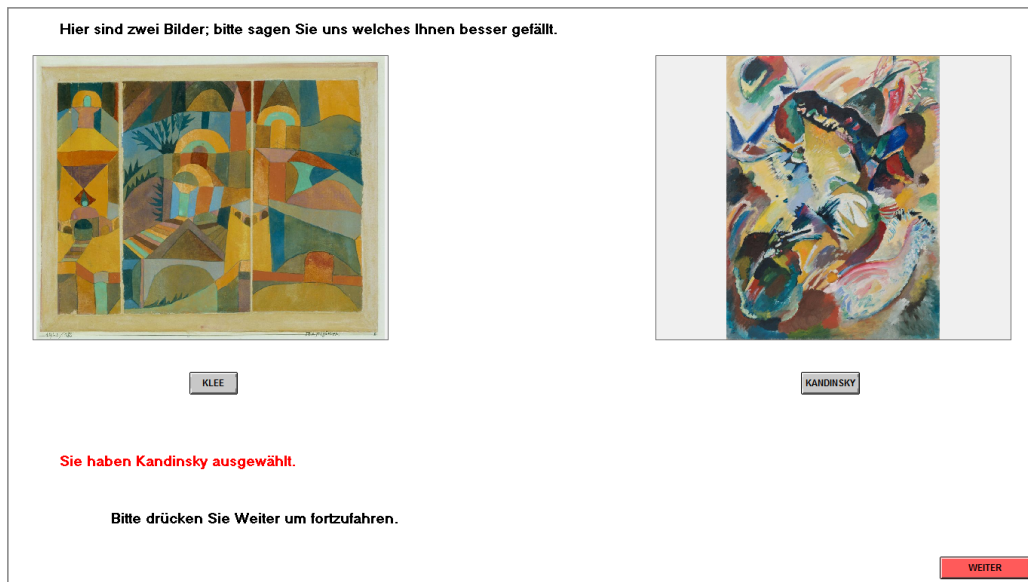 Hier sind zwei Bilder; bitte sagen Sie uns welches Ihnen besser gefällt.
KLEE
KANDINSKY
Sie haben Kandinsky ausgewählt.
Bitte drücken Sie Weiter um fortzufahren.
WEITER